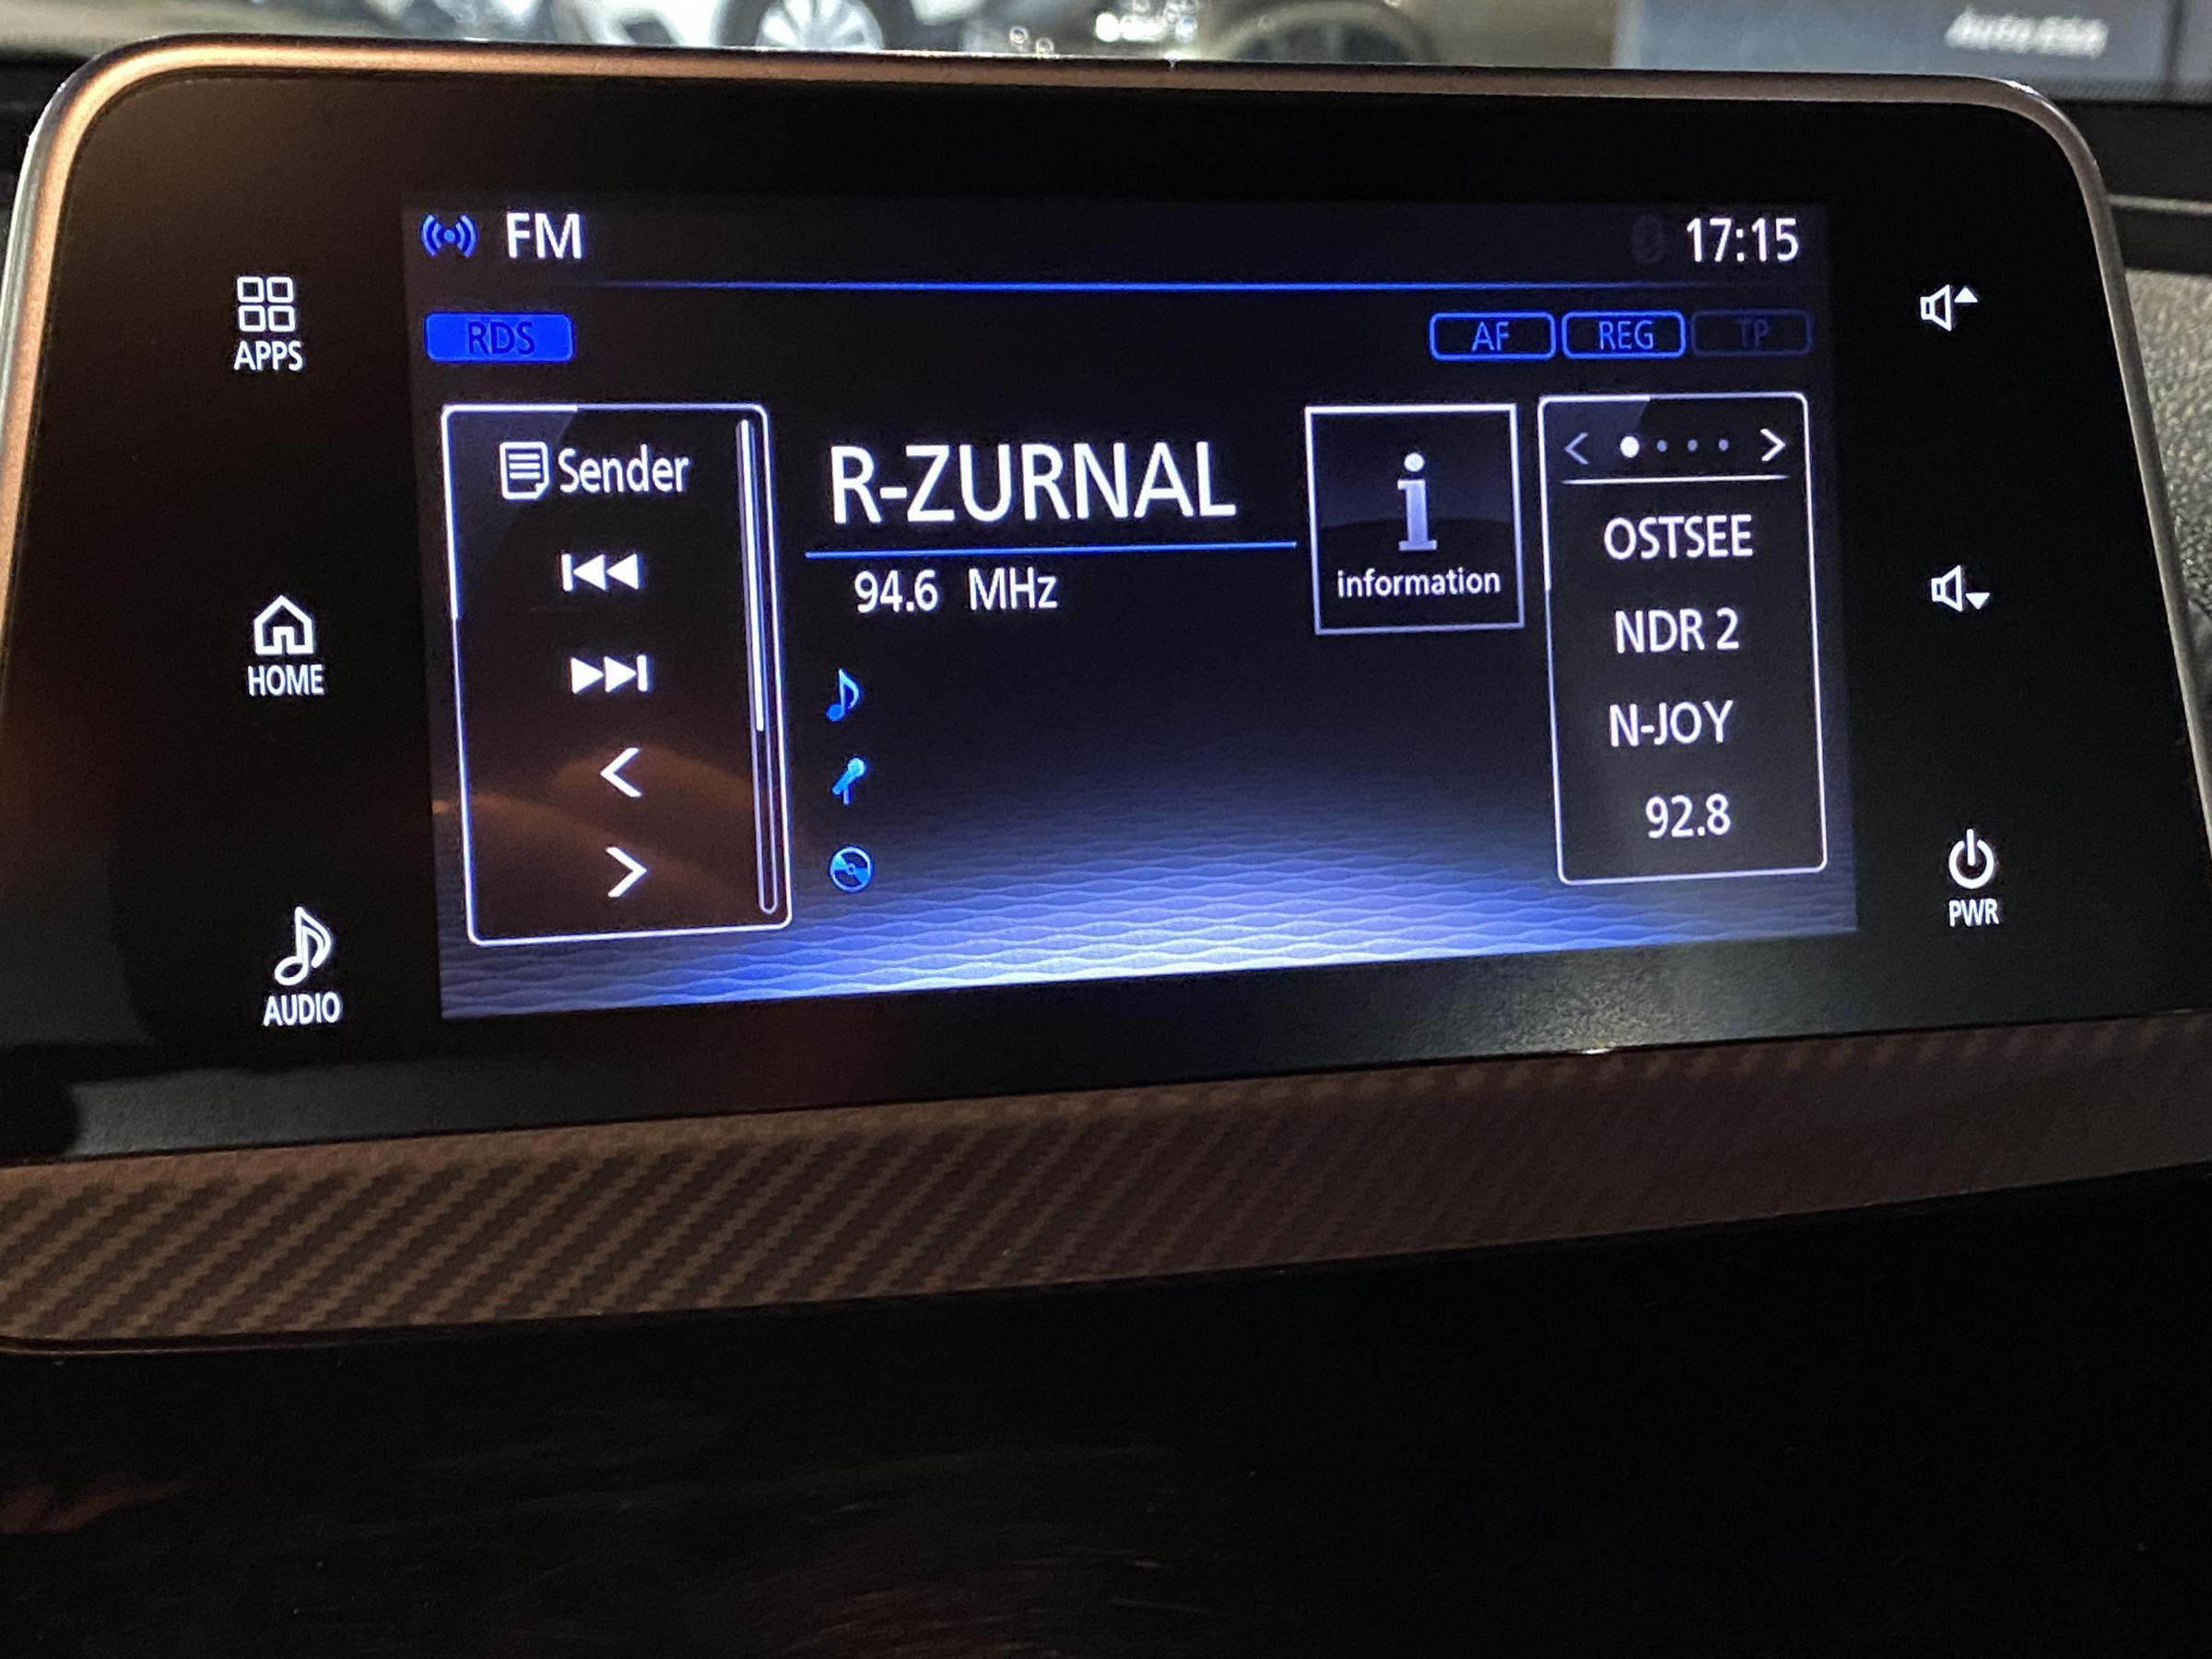 FM
17:15
RDS
AF
REG
TP
APPS
Sender
R-ZURNAL
94.6 MHz
i
information
OSTSEE
NDR 2
N-JOY
92.8
HOME
AUDIO
PWR